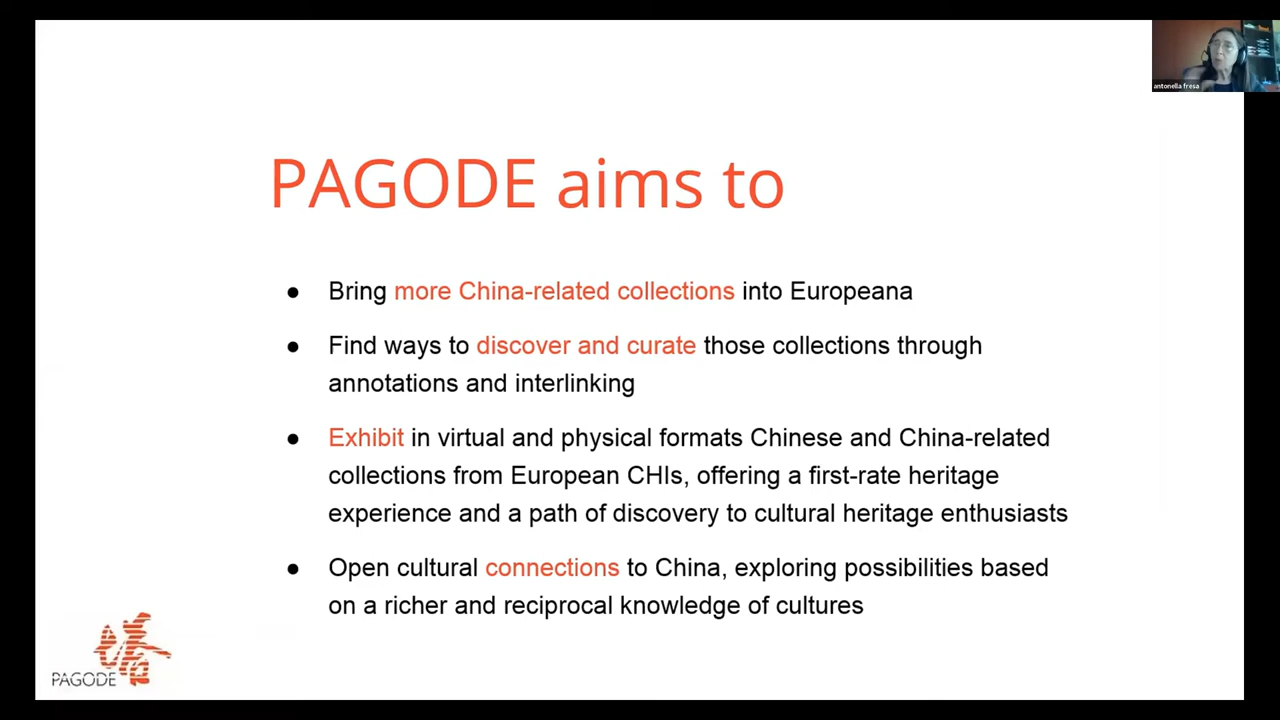 antonella fresa
PAGODE aims to
● Bring more China-related collections into Europeana
● Find ways to discover and curate those collections through
annotations and interlinking
● Exhibit in virtual and physical formats Chinese and China-related
collections from European CHIs, offering a first-rate heritage
experience and a path of discovery to cultural heritage enthusiasts
● Open cultural connections to China, exploring possibilities based
on a richer and reciprocal knowledge of cultures
PAGODE